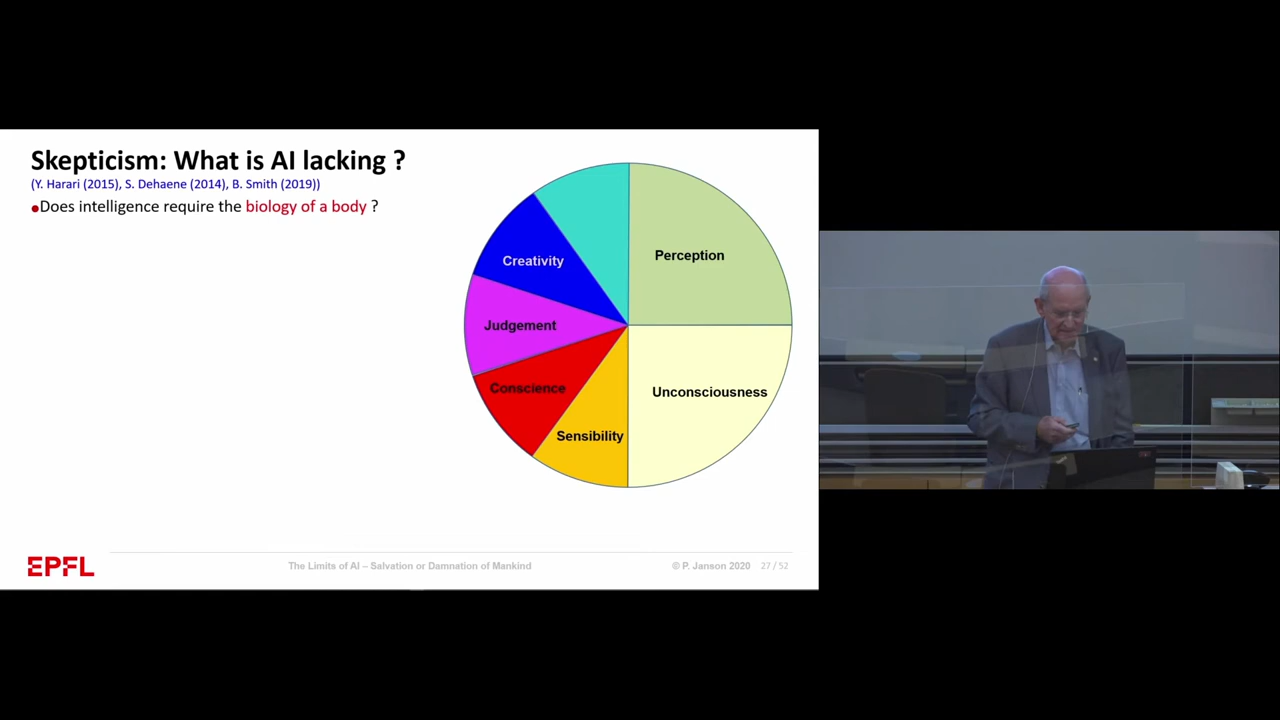 Skepticism: What is AI lacking ?
(Y. Harari (2015), S. Dehaene (2014), B. Smith (2019))
•Does intelligence require the biology of a body ?
Perception
Creativity
Judgement
Conscience
Unconsciousness
Sensibility
EPFL
The Limits of AI – Salvation or Damnation of Mankind
© P. Janson 2020
27 / 52